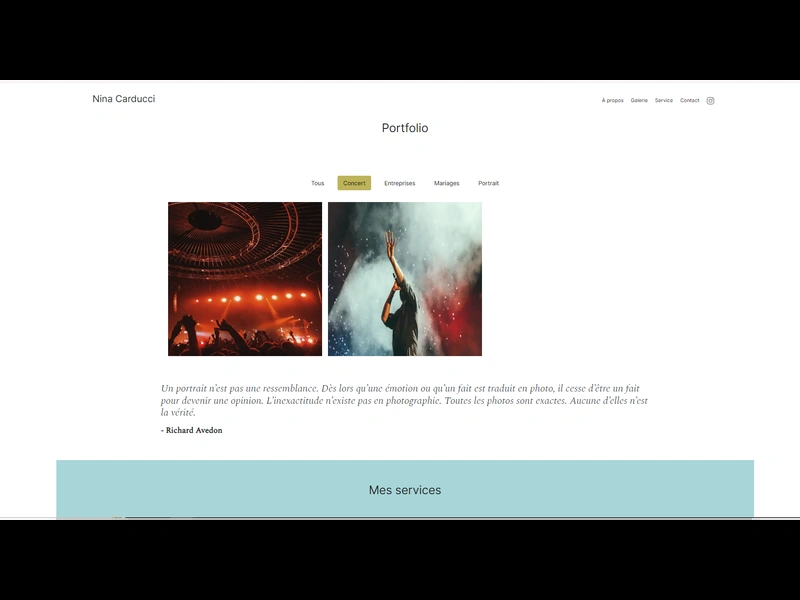 Nina Carducci
À propos Galerie Service Contact
Portfolio
Tous Concert Entreprises Mariages Portrait
Un portrait n'est pas une ressemblance. Dès lors qu'une émotion ou qu'un fait est traduit en photo, il cesse d'être un fait
pour devenir une opinion. L'inexactitude n'existe pas en photographie. Toutes les photos sont exactes. Aucune d'elles n'est
la vérité.
- Richard Avedon
Mes services